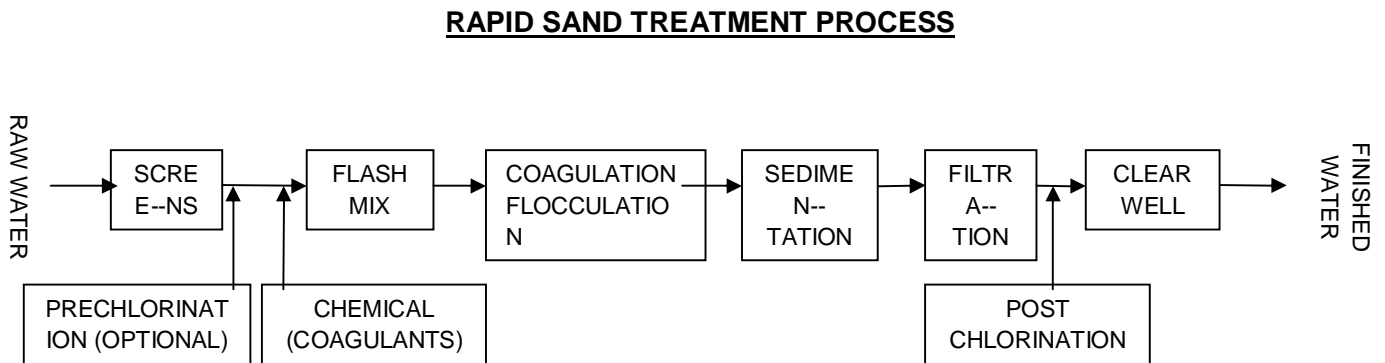 RAPID SAND TREATMENT PROCESS
RAW WATER
SCRE
E--NS
FLASH
MIX
COAGULATION
FLOCCULATIO
N
SEDIME
N--
TATION
FILTR
A--
TION
CLEAR
WELL
FINISHED
WATER
PRECHLORINAT
ION (OPTIONAL)
CHEMICAL
(COAGULANTS)
POST
CHLORINATION